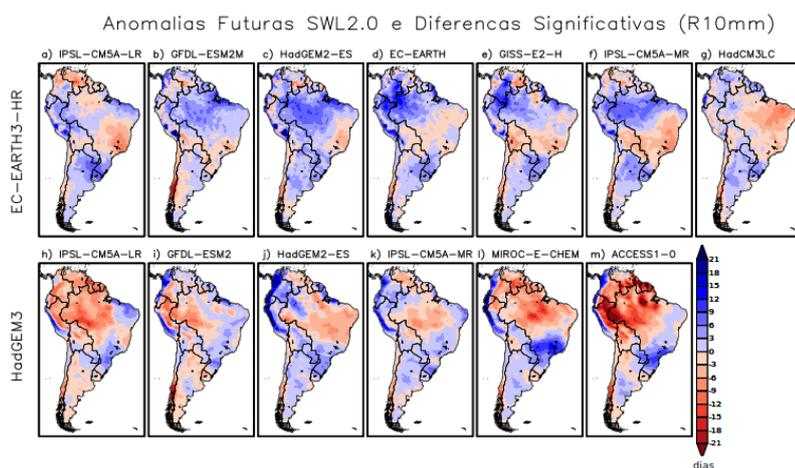 Anomalias Futuras SWL2.0 e Diferencas Significativas (R10mm)
a) IPSL-CM5A-LR b) GFDL-ESM2M c) HadGEM2-ES d) EC-EARTH e) GISS-E2-H f) IPSL-CM5A-MR g) HadCM3LC
EC-EARTH3-HR
h) IPSL-CM5A-LR i) GFDL-ESM2 j) HadGEM2-ES k) IPSL-CM5A-MR l) MIROC-E-CHEM m) ACCESS1-0
HadGEM3
21
18
15
12
9
6
3
0
-3
-6
-9
-12
-15
-18
-21
dias